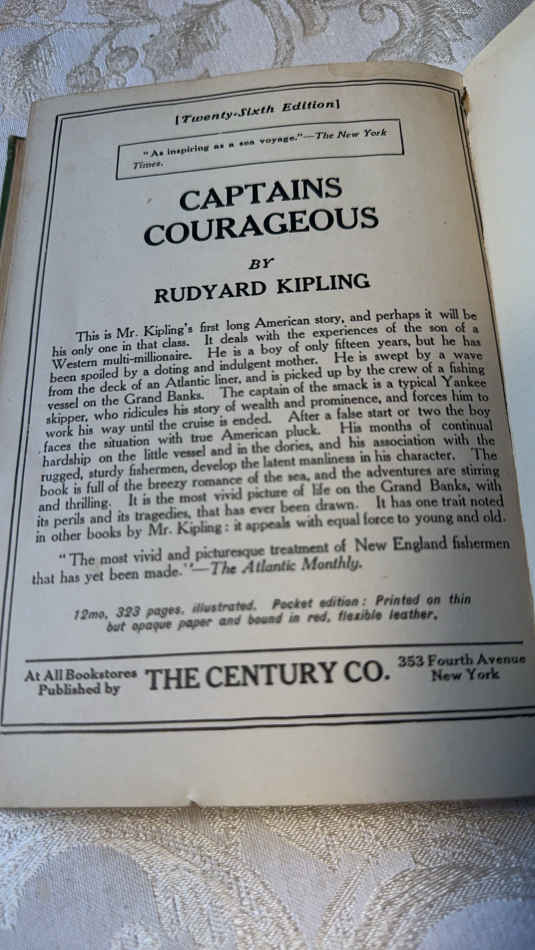 [Twenty-Sixth Edition]
"As inspiring as a sea voyage."—The New York
Times.
CAPTAINS
COURAGEOUS
BY
RUDYARD KIPLING
This is Mr. Kipling's first long American story, and perhaps it will be
his only one in that class. It deals with the experiences of the son of a
Western multi-millionaire. He is a boy of only fifteen years, but he has
been spoiled by a doting and indulgent mother. He is swept by a wave
from the deck of an Atlantic liner, and is picked up by the crew of a fishing
vessel on the Grand Banks. The captain of the smack is a typical Yankee
skipper, who ridicules his story of wealth and prominence, and forces him to
work his way until the cruise is ended. After a false start or two the boy
faces the situation with true American pluck. His months of continual
hardship on the little vessel and in the dories, and his association with the
rugged, sturdy fishermen, develop the latent manliness in his character. The
book is full of the breezy romance of the sea, and the adventures are stirring
and thrilling. It is the most vivid picture of life on the Grand Banks, with
its perils and its tragedies, that has ever been drawn. It has one trait noted
in other books by Mr. Kipling: it appeals with equal force to young and old.
"The most vivid and picturesque treatment of New England fishermen
that has yet been made."—The Atlantic Monthly.
12mo, 323 pages, illustrated. Pocket edition: Printed on thin
but opaque paper and bound in red, flexible leather.
At All Bookstores
Published by
THE CENTURY CO.
353 Fourth Avenue
New York